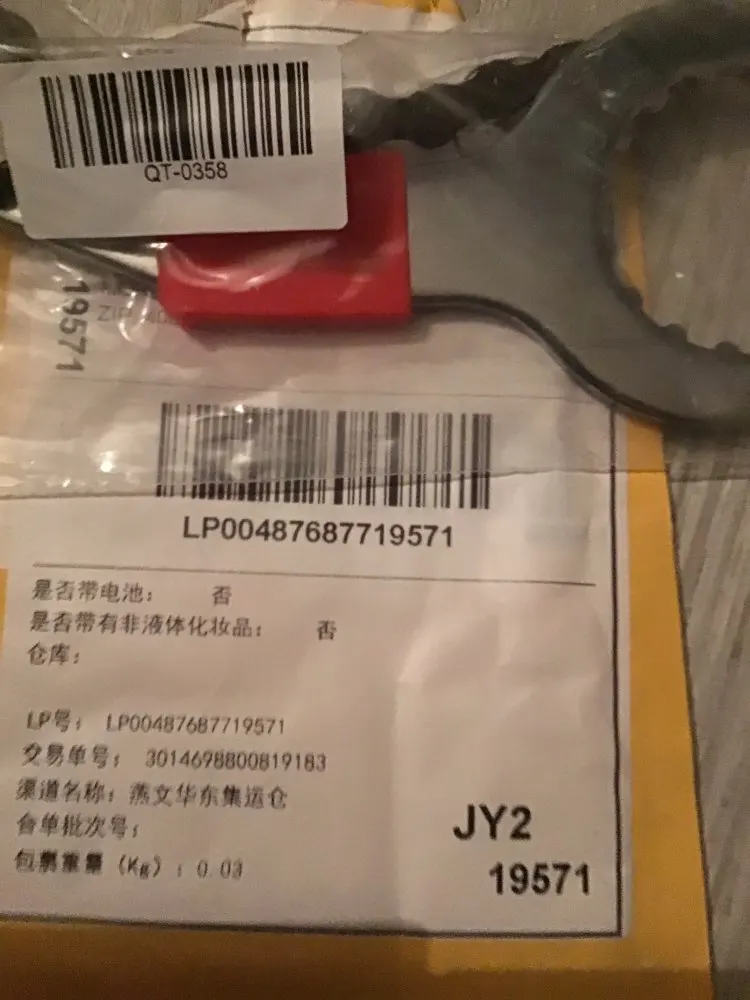 QT-0358
19571
ZIP
LP00487687719571
是否带电池： 否
是否带有非液体化妆品： 否
仓库：
LP号： LP00487687719571
交易单号： 3014698800819183
渠道名称：燕文华东集运仓
合单批次号：
包裹重量（Kg）：0.03
JY2
19571